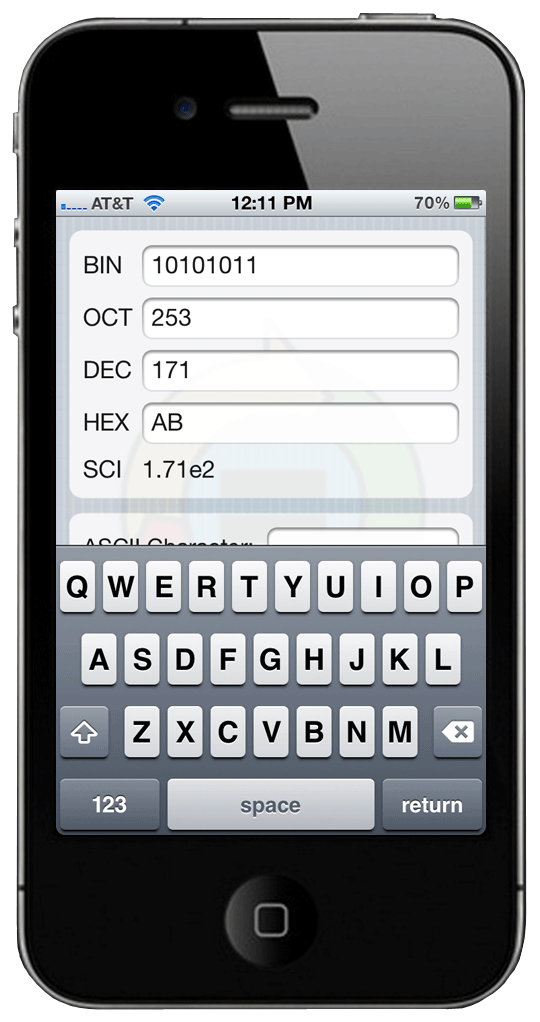 AT&T 12:11 PM 70%
BIN 10101011
OCT 253
DEC 171
HEX AB
SCI 1.71e2
ASCII Character:
Q W E R T Y U I O P
A S D F G H J K L
Z X C V B N M
123 space return